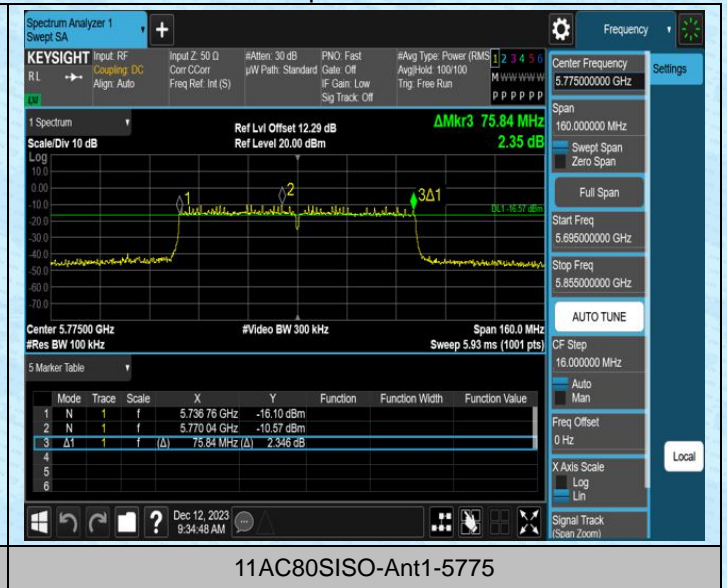 Spectrum Analyzer 1
Swept SA
+
Frequency
KEYSIGHT
RL
Input: RF
Coupling: DC
Align: Auto
Input Z: 50 Ω
Corr CCorr
Freq Ref: Int (S)
#Atten: 30 dB
µW Path: Standard
PNO: Fast
Gate: Off
IF Gain: Low
Sig Track: Off
#Avg Type: Power (RMS
Avg|Hold: 100/100
Trig: Free Run
1 2 3 4 5 6
M W W W W W
P P P P P P
LNI
1 Spectrum
Scale/Div 10 dB
Ref Lvl Offset 12.29 dB
Ref Level 20.00 dBm
ΔMkr3 75.84 MHz
2.35 dB
Log
10.0
0.00
-10.0
-20.0
-30.0
-40.0
-50.0
-60.0
-70.0
1
2
3Δ1
DL1 -16.57 dBm
Center 5.77500 GHz
#Res BW 100 kHz
#Video BW 300 kHz
Span 160.0 MHz
Sweep 5.93 ms (1001 pts)
5 Marker Table
Mode Trace Scale X Y Function Function Width Function Value
1 N 1 f 5.736 76 GHz -16.10 dBm
2 N 1 f 5.770 04 GHz -10.57 dBm
3 Δ1 1 f (Δ) 75.84 MHz (Δ) 2.346 dB
4
5
6
?
Dec 12, 2023
9:34:48 AM
Center Frequency
5.775000000 GHz
Settings
Span
160.000000 MHz
Swept Span
Zero Span
Full Span
Start Freq
5.695000000 GHz
Stop Freq
5.855000000 GHz
AUTO TUNE
CF Step
16.000000 MHz
Auto
Man
Freq Offset
0 Hz
Local
X Axis Scale
Log
Lin
Signal Track
(Span Zoom)
11AC80SISO-Ant1-5775